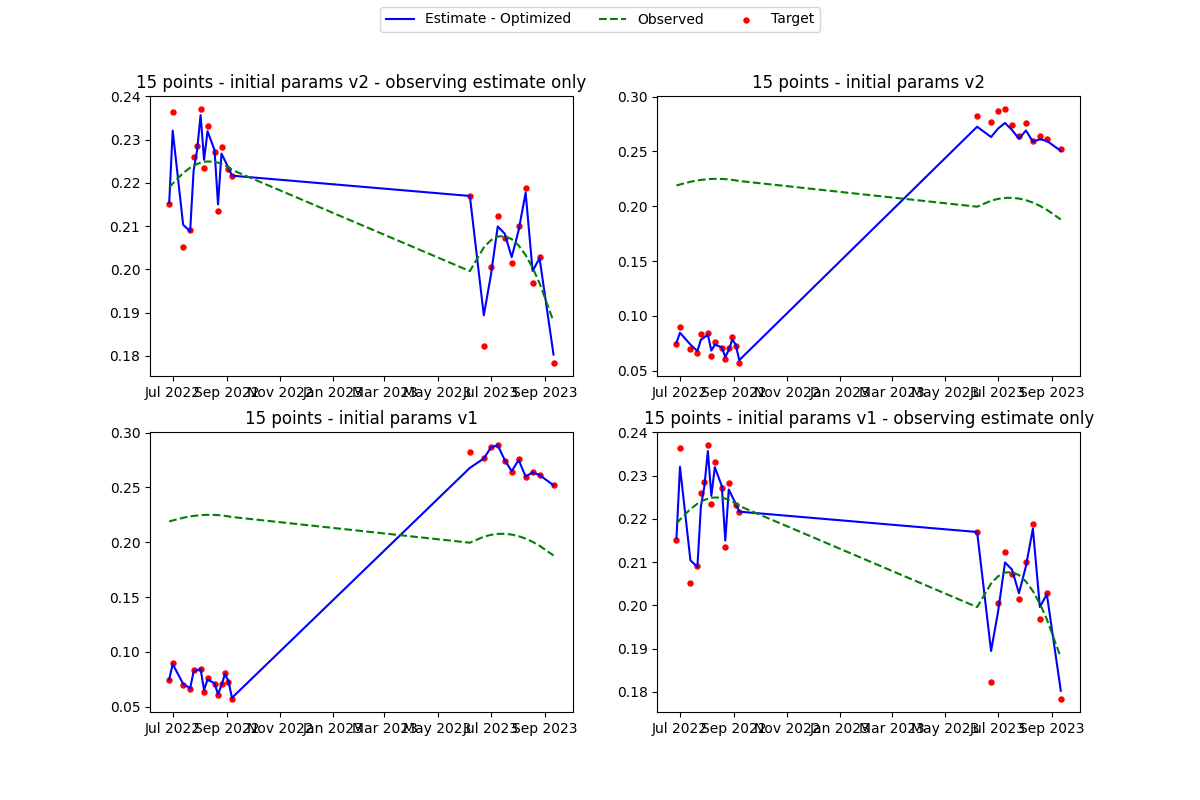 Estimate - Optimized Observed Target
15 points - initial params v2 - observing estimate only
0.24
0.23
0.22
0.21
0.20
0.19
0.18
Jul 2022 Sep 2022 Nov 2022 Jan 2023 Mar 2023 May 2023 Jul 2023 Sep 2023
15 points - initial params v2
0.30
0.25
0.20
0.15
0.10
0.05
Jul 2022 Sep 2022 Nov 2022 Jan 2023 Mar 2023 May 2023 Jul 2023 Sep 2023
15 points - initial params v1
0.30
0.25
0.20
0.15
0.10
0.05
Jul 2022 Sep 2022 Nov 2022 Jan 2023 Mar 2023 May 2023 Jul 2023 Sep 2023
15 points - initial params v1 - observing estimate only
0.24
0.23
0.22
0.21
0.20
0.19
0.18
Jul 2022 Sep 2022 Nov 2022 Jan 2023 Mar 2023 May 2023 Jul 2023 Sep 2023